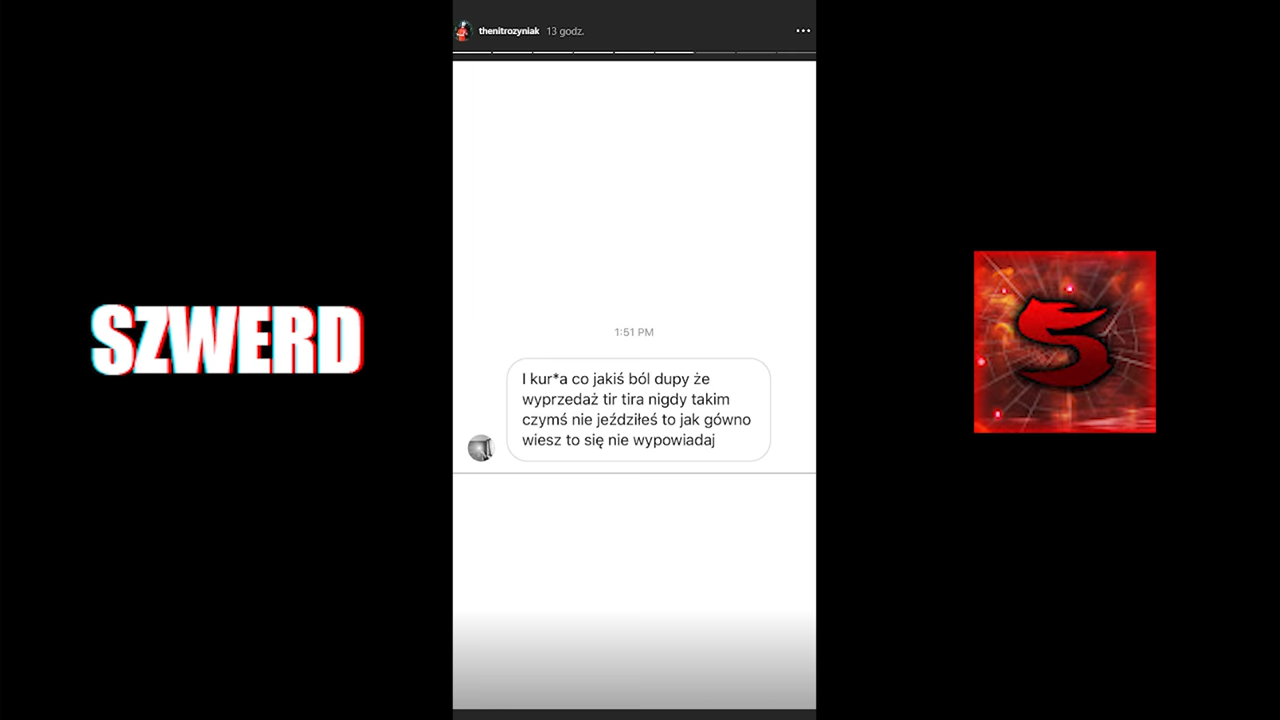 thenitrozyniak 13 godz.
1:51 PM
I kur*a co jakiś ból dupy że
wyprzedaż tir tira nigdy takim
czymś nie jeździłeś to jak gówno
wiesz to się nie wypowiadaj
SZWERD
S